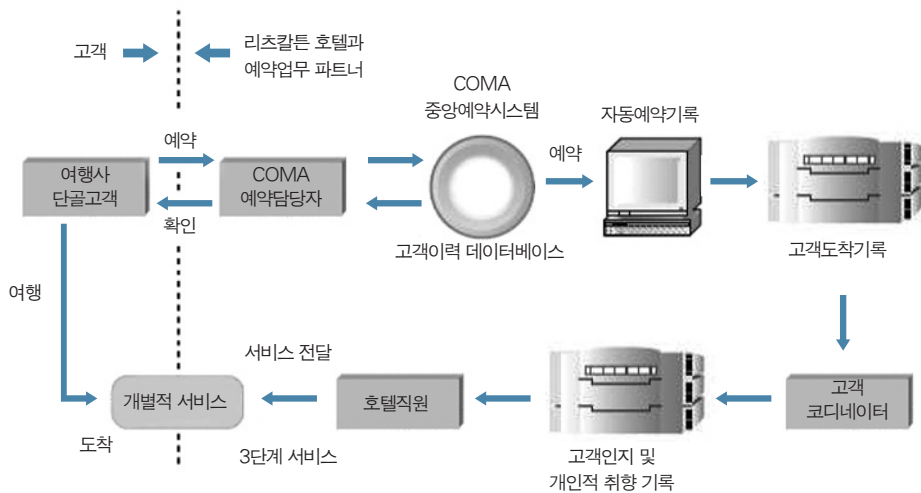 고객
리츠칼튼 호텔과
예약업무 파트너
COMA
중앙예약시스템
자동예약기록
예약
여행사
단골고객
COMA
예약담당자
예약
확인
고객이력 데이터베이스
고객도착기록
여행
서비스 전달
개별적 서비스
호텔직원
고객
코디네이터
도착
3단계 서비스
고객인지 및
개인적 취향 기록